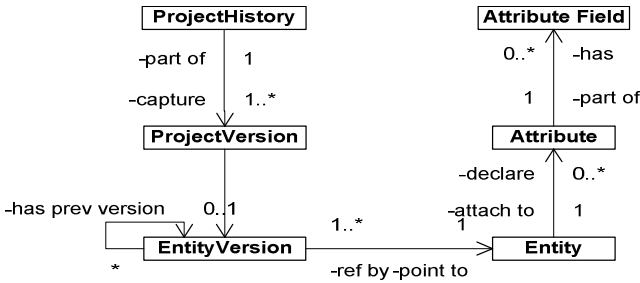 ProjectHistory
Attribute Field
-part of 1
0..* -has
-capture 1..*
1 -part of
ProjectVersion
Attribute
-declare 0..*
-has prev version 0..1
-attach to 1
1..* 1
EntityVersion
Entity
*
-ref by -point to